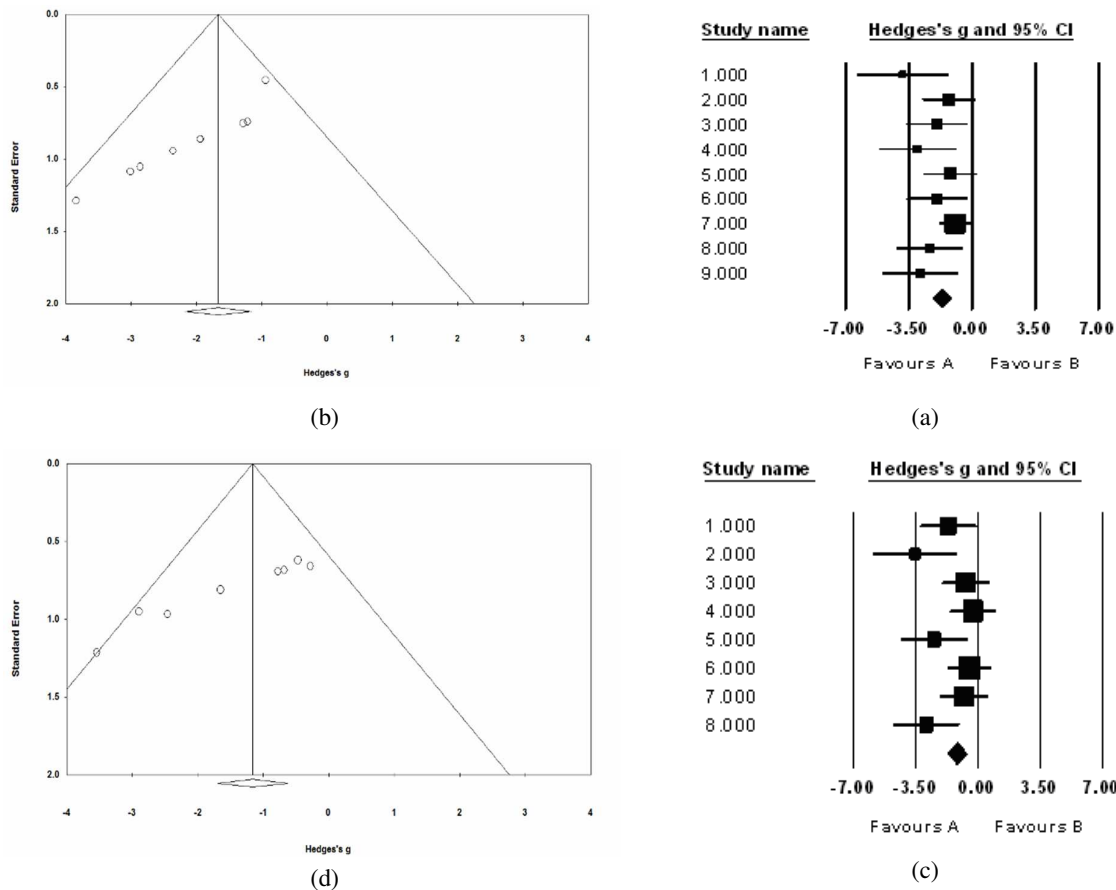 0.0
0.5
1.0
1.5
2.0
Standard Error
-4 -3 -2 -1 0 1 2 3 4
Hedges's g
(b)
Study name Hedges's g and 95% CI
1.000
2.000
3.000
4.000
5.000
6.000
7.000
8.000
9.000
-7.00 -3.50 0.00 3.50 7.00
Favours A Favours B
(a)
0.0
0.5
1.0
1.5
2.0
Standard Error
-4 -3 -2 -1 0 1 2 3 4
Hedges's g
(d)
Study name Hedges's g and 95% CI
1.000
2.000
3.000
4.000
5.000
6.000
7.000
8.000
-7.00 -3.50 0.00 3.50 7.00
Favours A Favours B
(c)